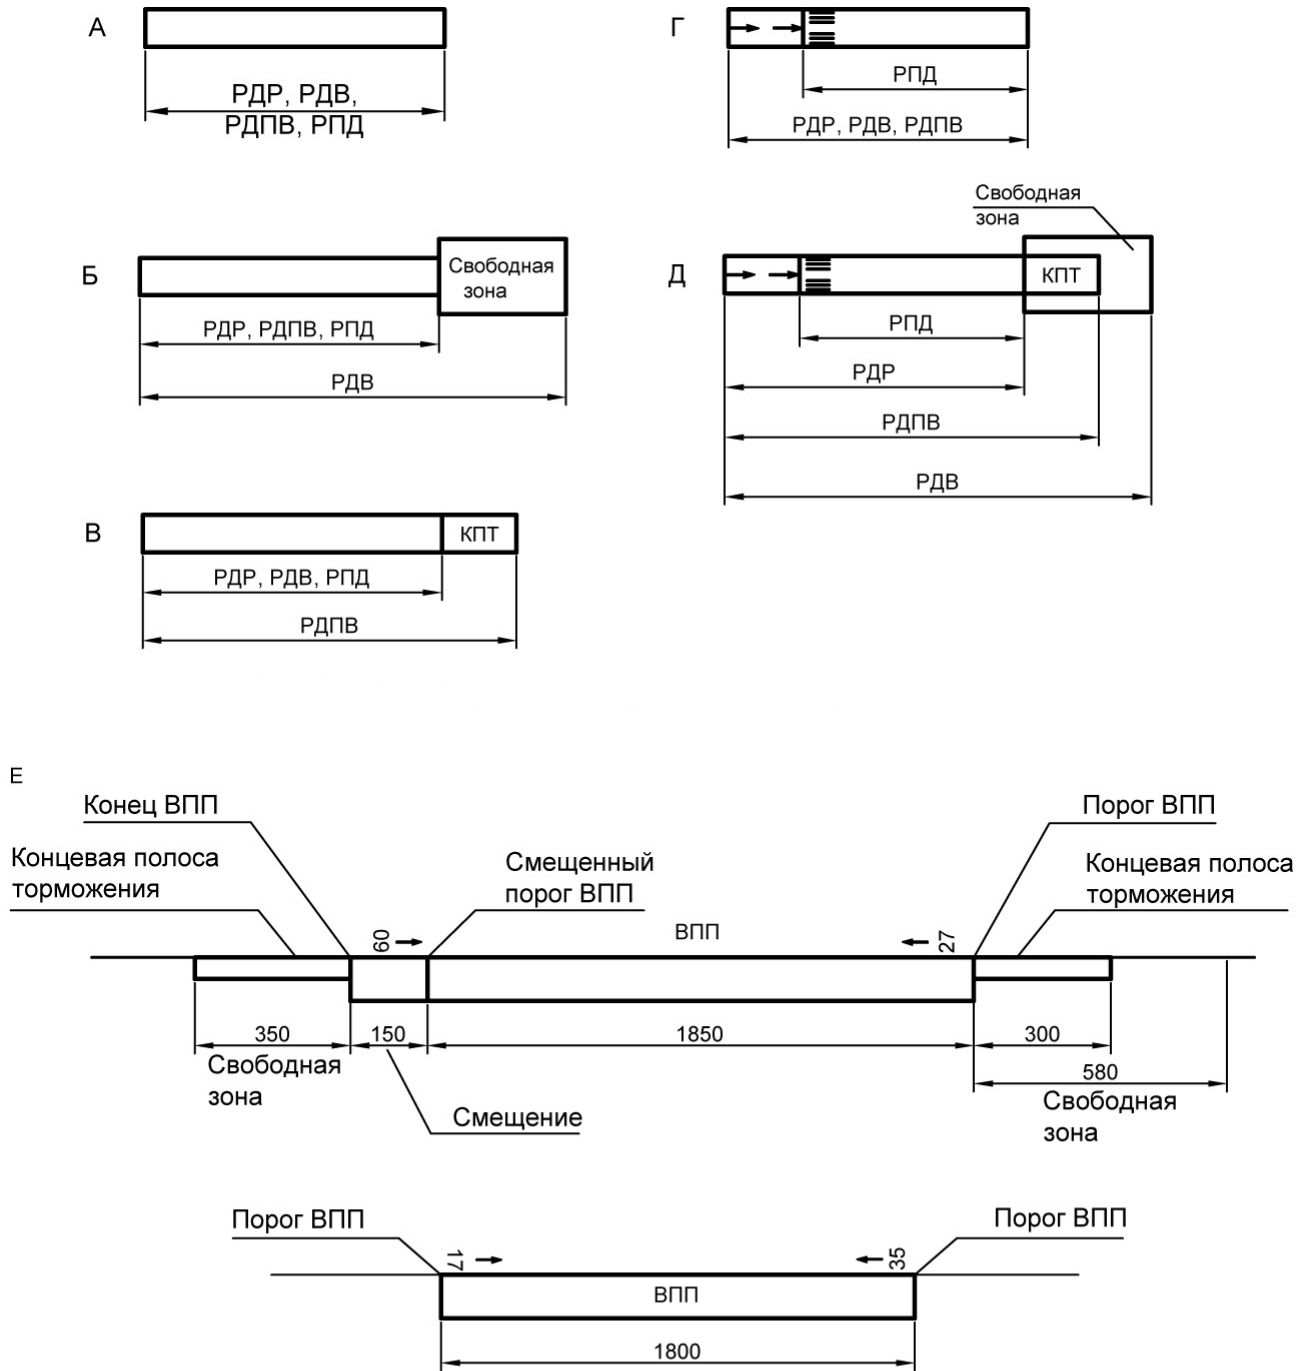 А
РДР, РДВ,
РДПВ, РПД
Г
РПД
РДР, РДВ, РДПВ
Б
Свободная
зона
РДР, РДПВ, РПД
РДВ
Свободная
зона
Д
КПТ
РПД
РДР
РДПВ
РДВ
В
КПТ
РДР, РДВ, РПД
РДПВ
Е
Конец ВПП
Порог ВПП
Концевая полоса
торможения
Смещенный
порог ВПП
Концевая полоса
торможения
09
ВПП
27
350
150
1850
300
Свободная
зона
580
Свободная
зона
Смещение
Порог ВПП
Порог ВПП
17
35
ВПП
1800